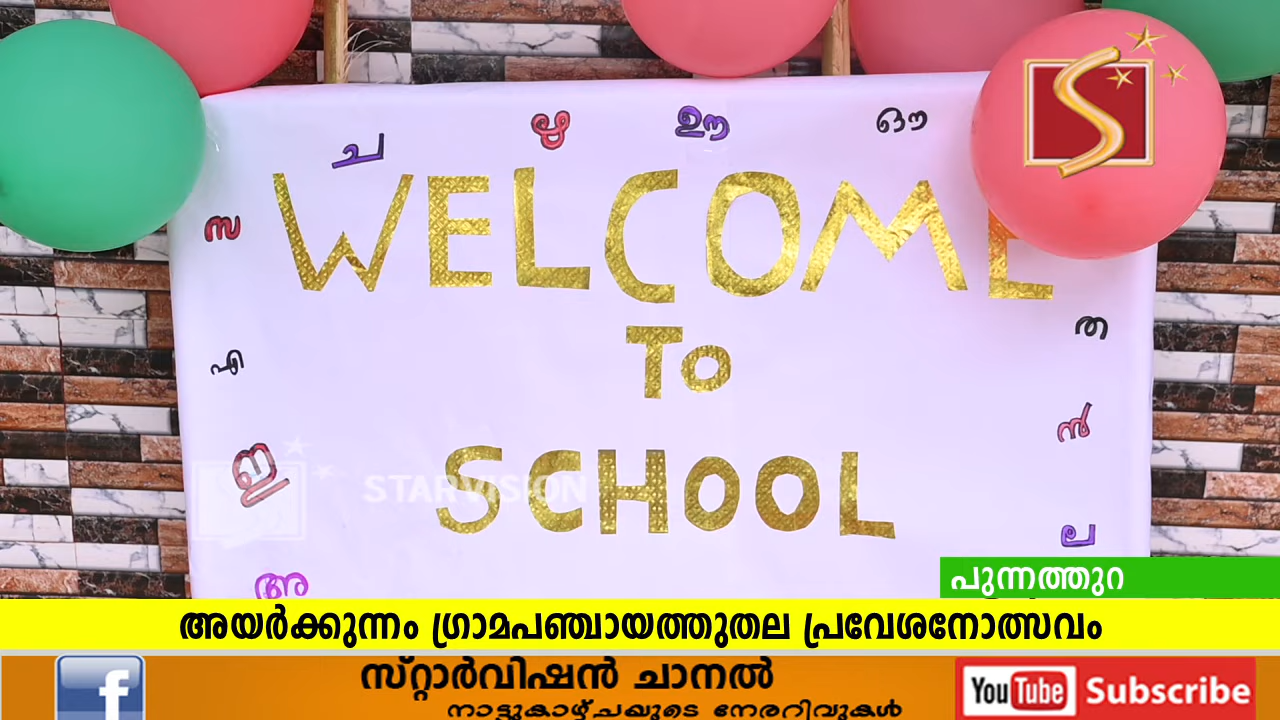 ച ഋ ഊ ഔ
WELCOME
സ
To
എ
ത
SCHOOL
ഇ
ൻ
STARVISION
ല
അ
പുന്നത്തുറ
അയർക്കുന്നം ഗ്രാമപഞ്ചായത്തുതല പ്രവേശനോത്സവം
സ്റ്റാർവിഷൻ ചാനൽ
നാട്ടുകാഴ്ചയുടെ നേരറിവുകൾ
f
YouTube Subscribe